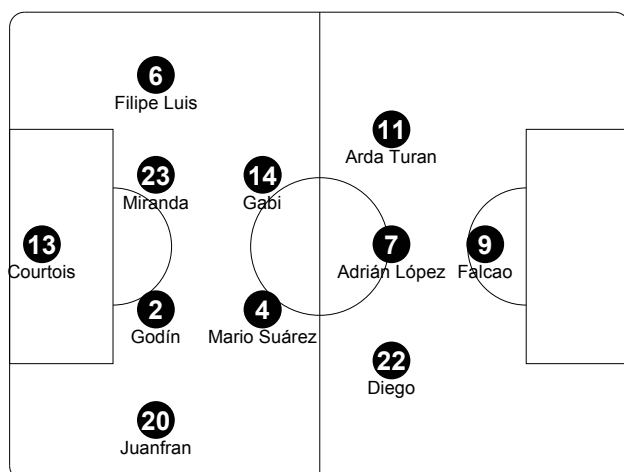 6
Filipe Luis
11
Arda Turan
23
Miranda
14
Gabi
13
Courtois
7
Adrián López
9
Falcao
2
Godín
4
Mario Suárez
22
Diego
20
Juanfran